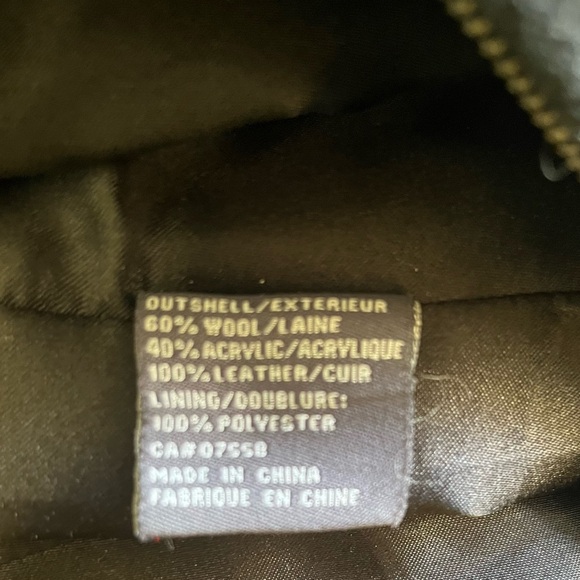 OUTSHELL/EXTERIEUR
60% WOOL/LAINE
40% ACRYLIC/ACRYLIQUE
100% LEATHER/CUIR
LINING/DOUBLURE:
100% POLYESTER
CA#07558
MADE IN CHINA
FABRIQUE EN CHINE